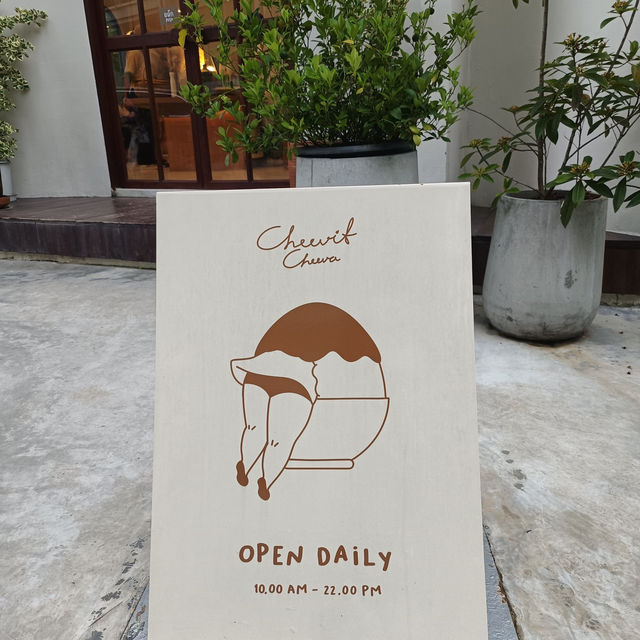 Cheevit
Cheeva
OPEN DAiLY
10.00 AM - 22.00 PM